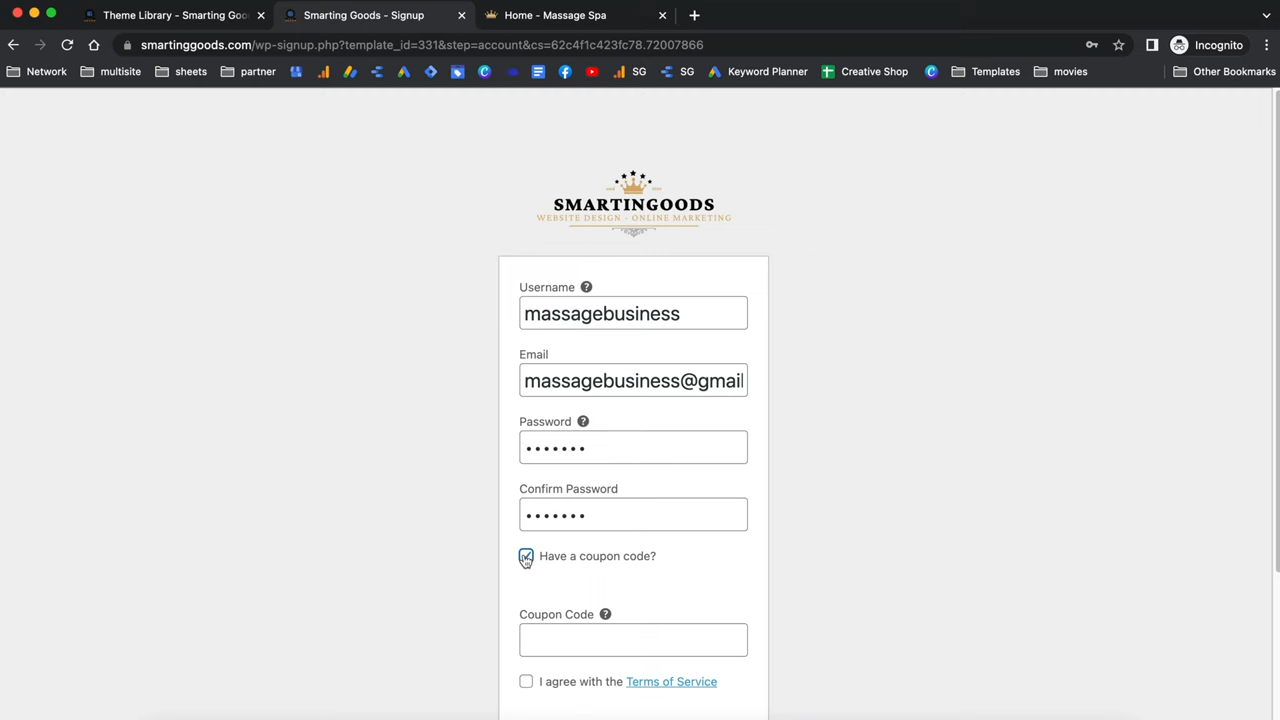 Theme Library - Smarting Goo
Smarting Goods - Signup
Home - Massage Spa
smartinggoods.com/wp-signup.php?template_id=331&step=account&cs=62c4f1c423fc78.72007866
Incognito
Network
multisite
sheets
partner
SG
SG
Keyword Planner
Creative Shop
Templates
movies
Other Bookmarks
SMARTINGOODS
WEBSITE DESIGN - ONLINE MARKETING
Username ?
massagebusiness
Email
massagebusiness@gmail
Password ?
•••••••
Confirm Password
•••••••
Have a coupon code?
Coupon Code ?
I agree with the Terms of Service